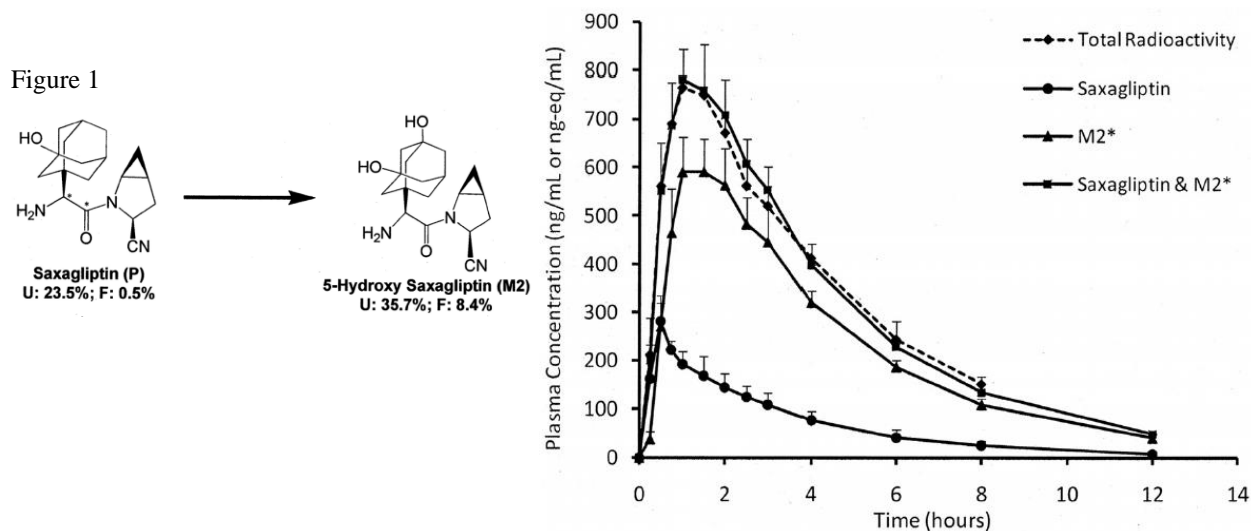 Figure 1
HO
*
*
H₂N
O
N
CN
Saxagliptin (P)
U: 23.5%; F: 0.5%
HO
HO
H₂N
O
N
CN
5-Hydroxy Saxagliptin (M2)
U: 35.7%; F: 8.4%
Plasma Concentration (ng/mL or ng-eq/mL)
900
800
700
600
500
400
300
200
100
0
0 2 4 6 8 10 12 14
Time (hours)
Total Radioactivity
Saxagliptin
M2*
Saxagliptin & M2*